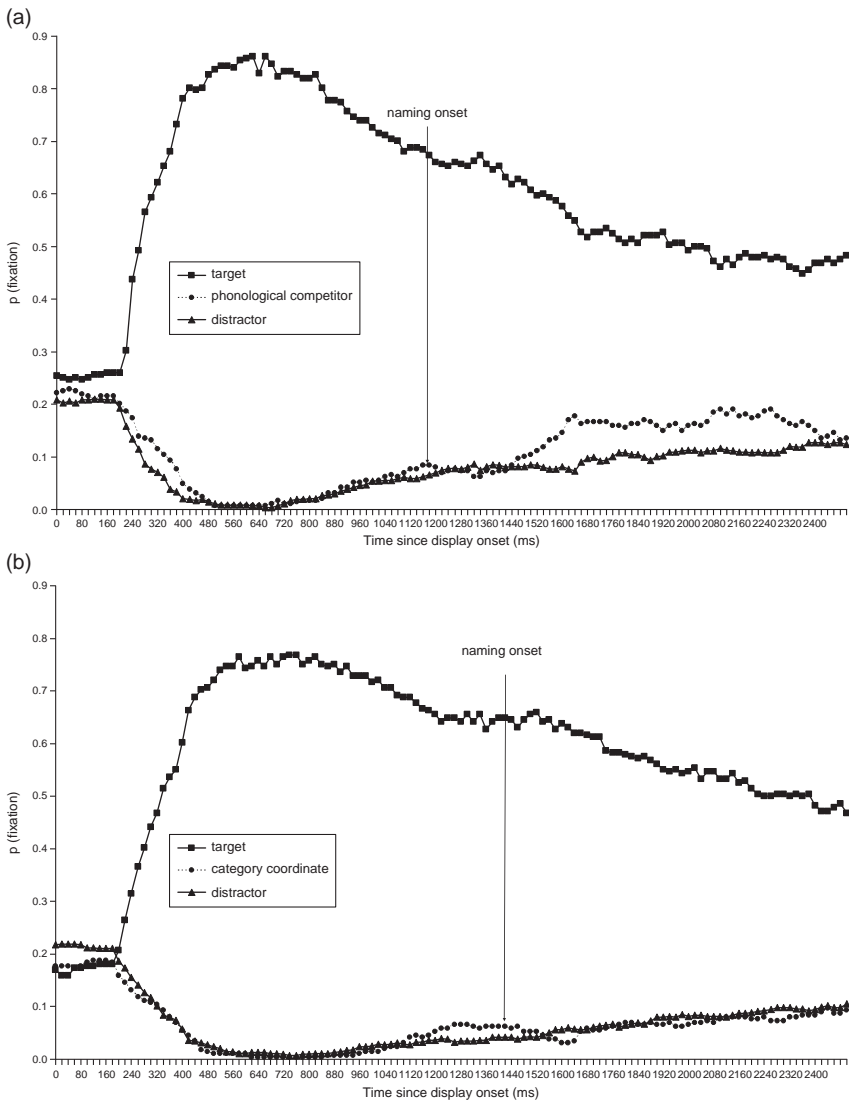 (a)
0.9
0.8
0.7
0.6
0.5
0.4
0.3
0.2
0.1
0.0
p (fixation)
naming onset
target
phonological competitor
distractor
0 80 160 240 320 400 480 560 640 720 800 880 960 1040 1120 1200 1280 1360 1440 1520 1600 1680 1760 1840 1920 2000 2080 2160 2240 2320 2400
Time since display onset (ms)
(b)
0.9
0.8
0.7
0.6
0.5
0.4
0.3
0.2
0.1
0.0
p (fixation)
naming onset
target
category coordinate
distractor
0 80 160 240 320 400 480 560 640 720 800 880 960 1040 1120 1200 1280 1360 1440 1520 1600 1680 1760 1840 1920 2000 2080 2160 2240 2320 2400
Time since display onset (ms)